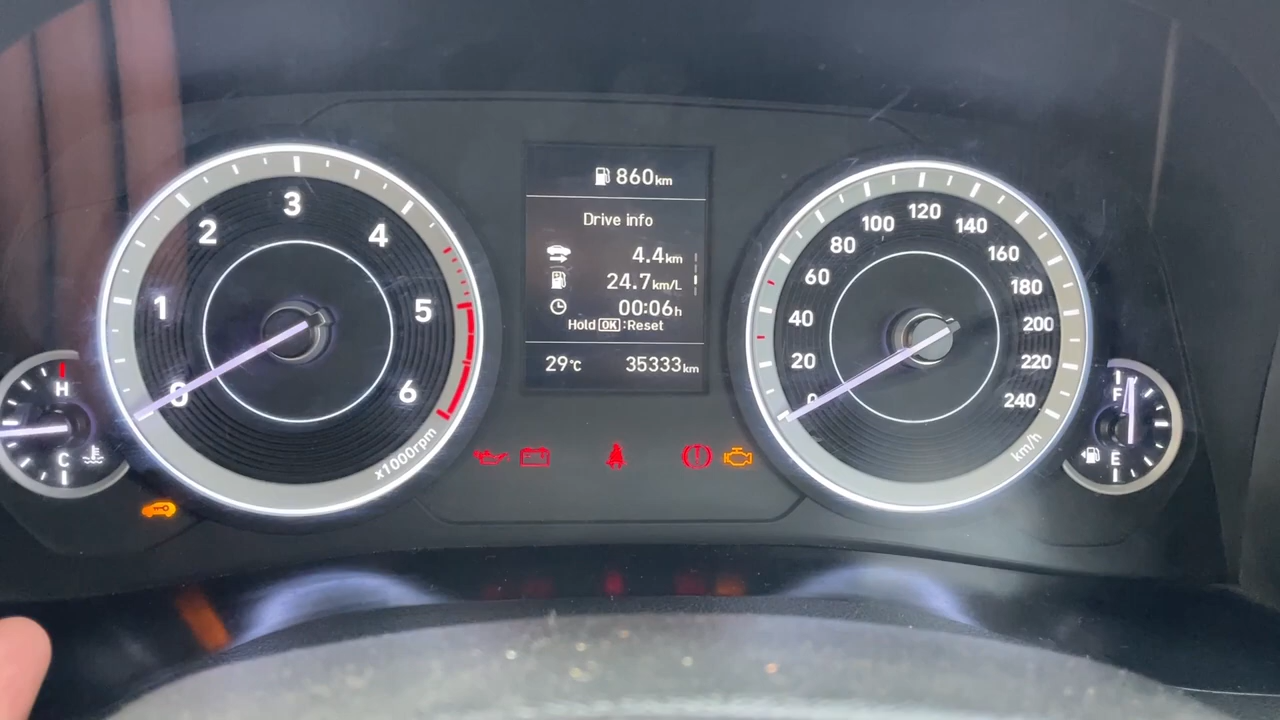 860km
Drive info
4.4km
24.7km/L
00:06h
Hold OK :Reset
29°C
35333km
0
1
2
3
4
5
6
x1000rpm
0
20
40
60
80
100
120
140
160
180
200
220
240
km/h
H
C
F
E